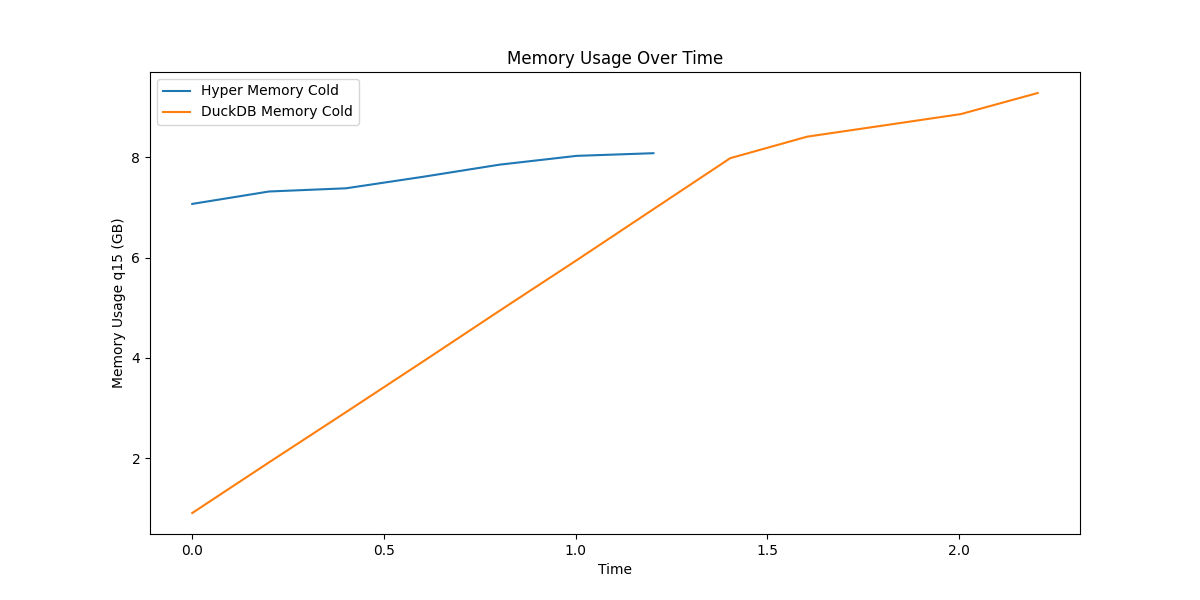 Memory Usage Over Time
Hyper Memory Cold
DuckDB Memory Cold
Memory Usage q15 (GB)
8
6
4
2
0.0
0.5
1.0
1.5
2.0
Time